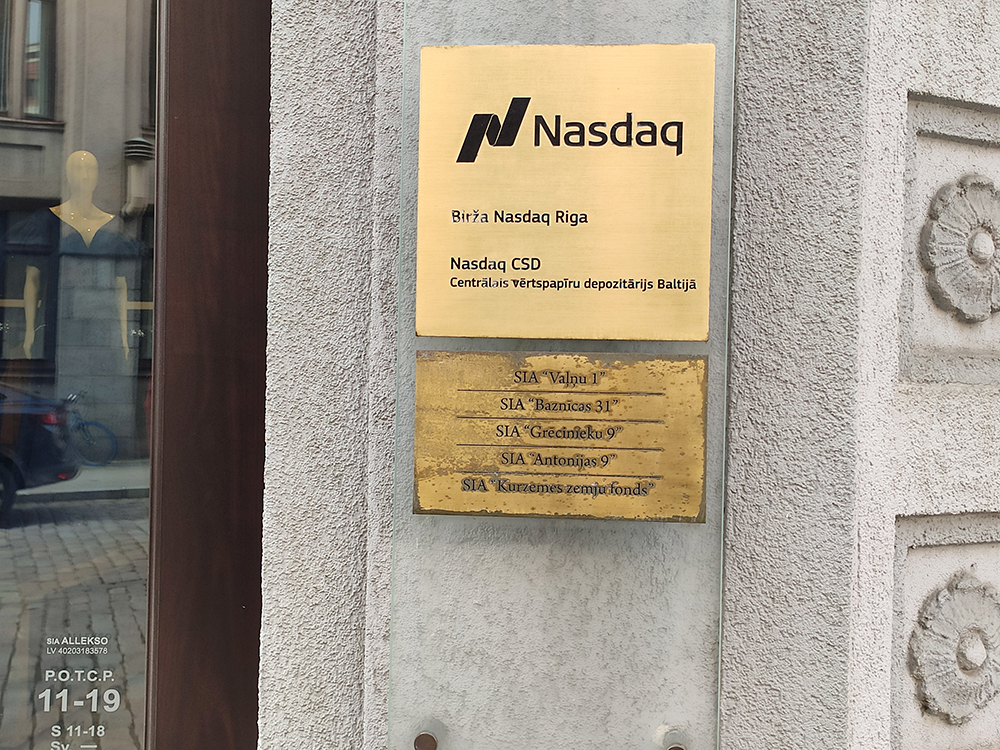 Nasdaq
Birža Nasdaq Riga
Nasdaq CSD
Centrālais vērtspapīru depozitārijs Baltijā
SIA "Vaļņu 1"
SIA "Baznīcas 31"
SIA "Grēcinieku 9"
SIA "Antonijas 9"
SIA "Kurzemes zemju fonds"
SIA ALLEKSO
LV 40203183578
P.O.T.C.P.
11-19
S 11-18
Sv. —